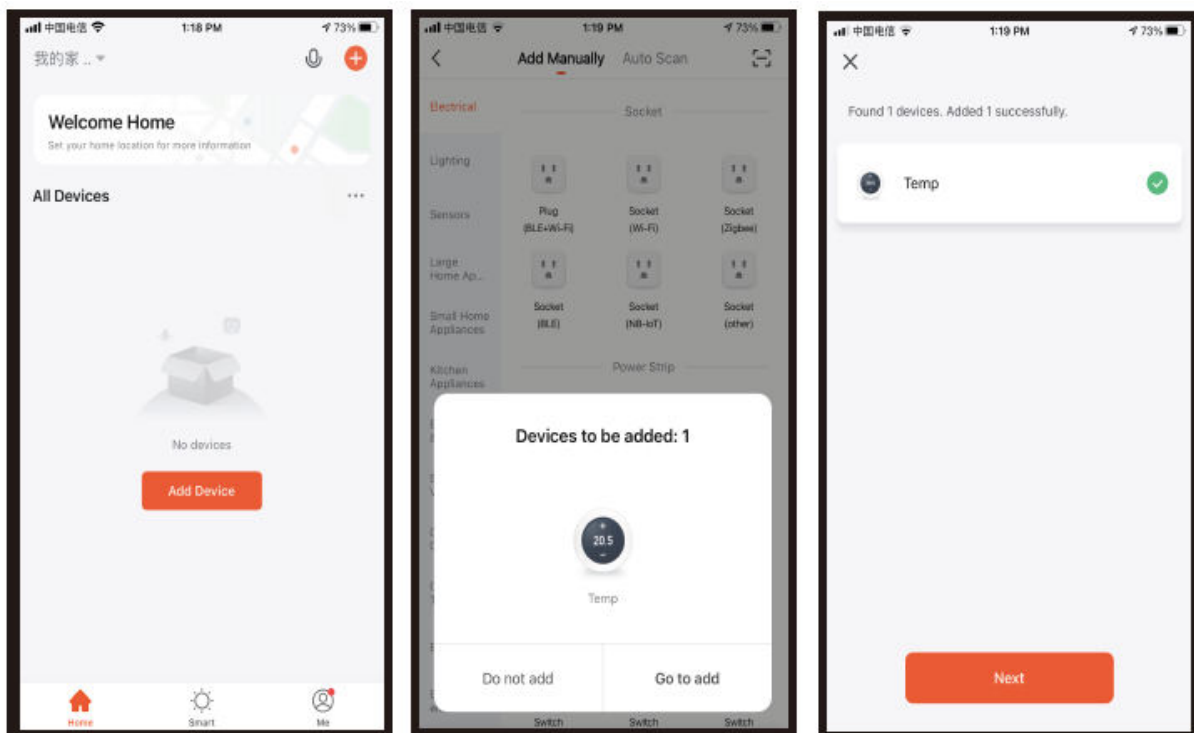 中国电信
1:18 PM
73%
我的家 ..
Welcome Home
Set your home location for more information
All Devices
...
No devices
Add Device
Home
Smart
Me
中国电信
1:19 PM
73%
Add Manually
Auto Scan
Electrical
Lighting
Sensors
Large
Home Ap...
Small Home
Appliances
Kitchen
Appliances
Socket
Plug
(BLE+Wi-Fi)
Socket
(Wi-Fi)
Socket
(Zigbee)
Socket
(BLE)
Socket
(NB-IoT)
Socket
(other)
Power Strip
Devices to be added: 1
20.5
Temp
Do not add
Go to add
Switch
Switch
Switch
中国电信
1:19 PM
73%
Found 1 devices. Added 1 successfully.
Temp
Next